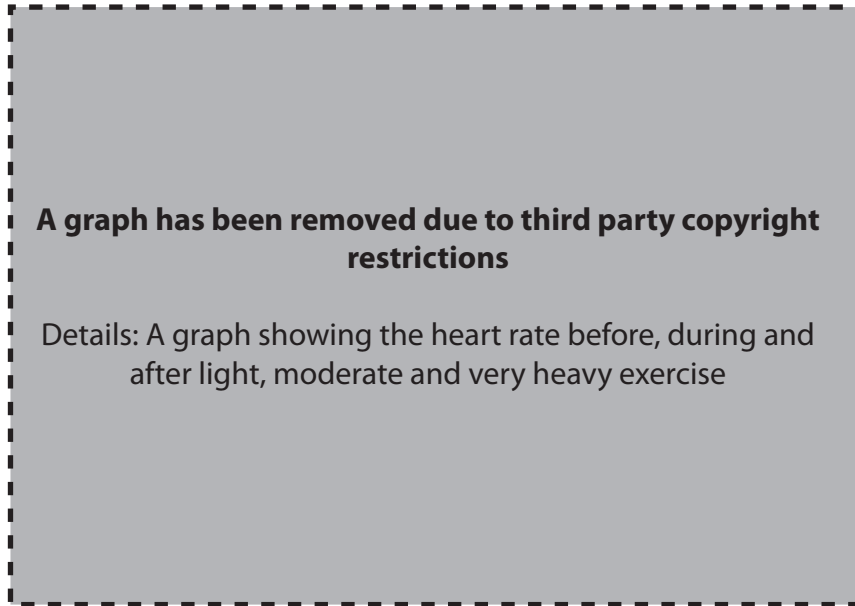 A graph has been removed due to third party copyright
restrictions
Details: A graph showing the heart rate before, during and
after light, moderate and very heavy exercise